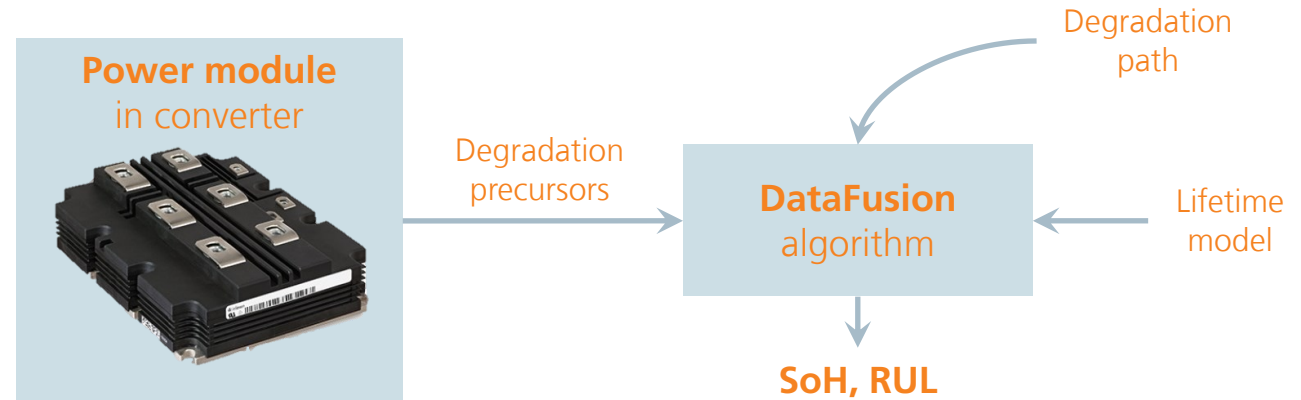 Power module
in converter
Degradation
precursors
Degradation
path
DataFusion
algorithm
Lifetime
model
SoH, RUL